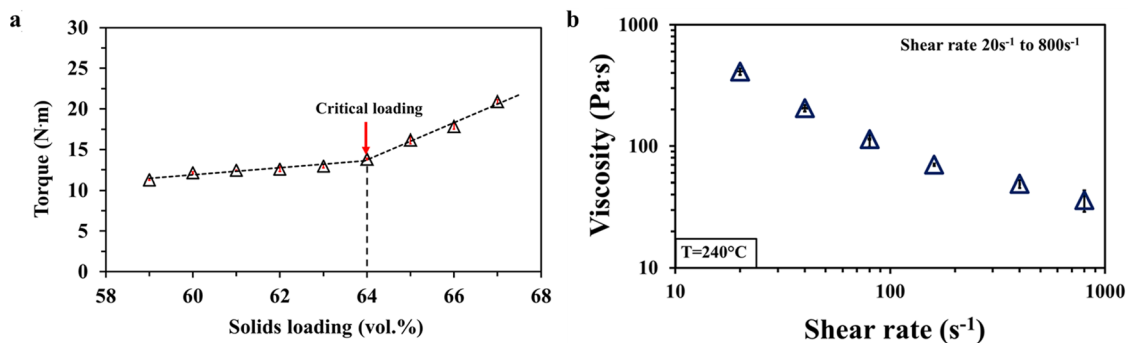 a
30
25
20
15
10
5
0
Torque (N·m)
Critical loading
58
60
62
64
66
68
Solids loading (vol.%)
b
1000
100
10
Viscosity (Pa·s)
Shear rate 20s⁻¹ to 800s⁻¹
T=240°C
10
100
1000
Shear rate (s⁻¹)